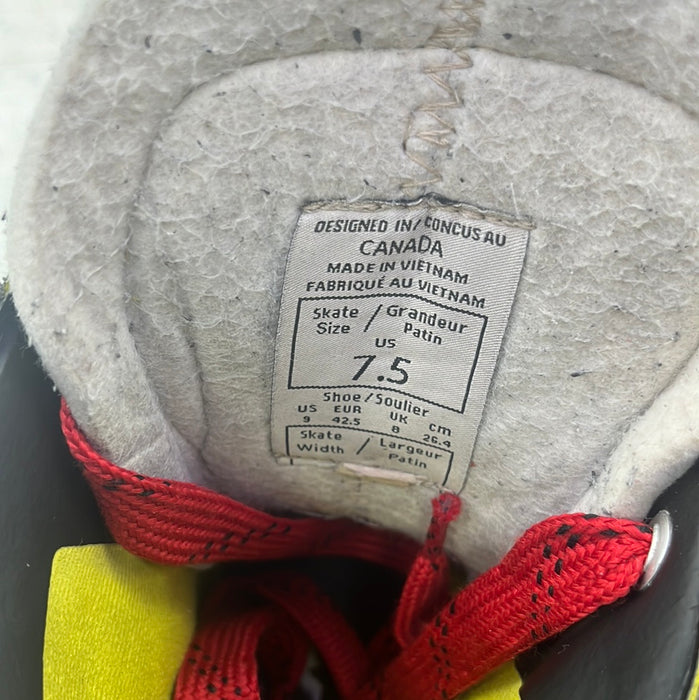 DESIGNED IN/ CONCUS AU
CANADA
MADE IN VIETNAM
FABRIQUÉ AU VIETNAM
Skate Size / Grandeur Patin
US
7.5
Shoe / Soulier
US EUR UK cm
9 42.5 8 26.4
Skate Width / Largeur Patin